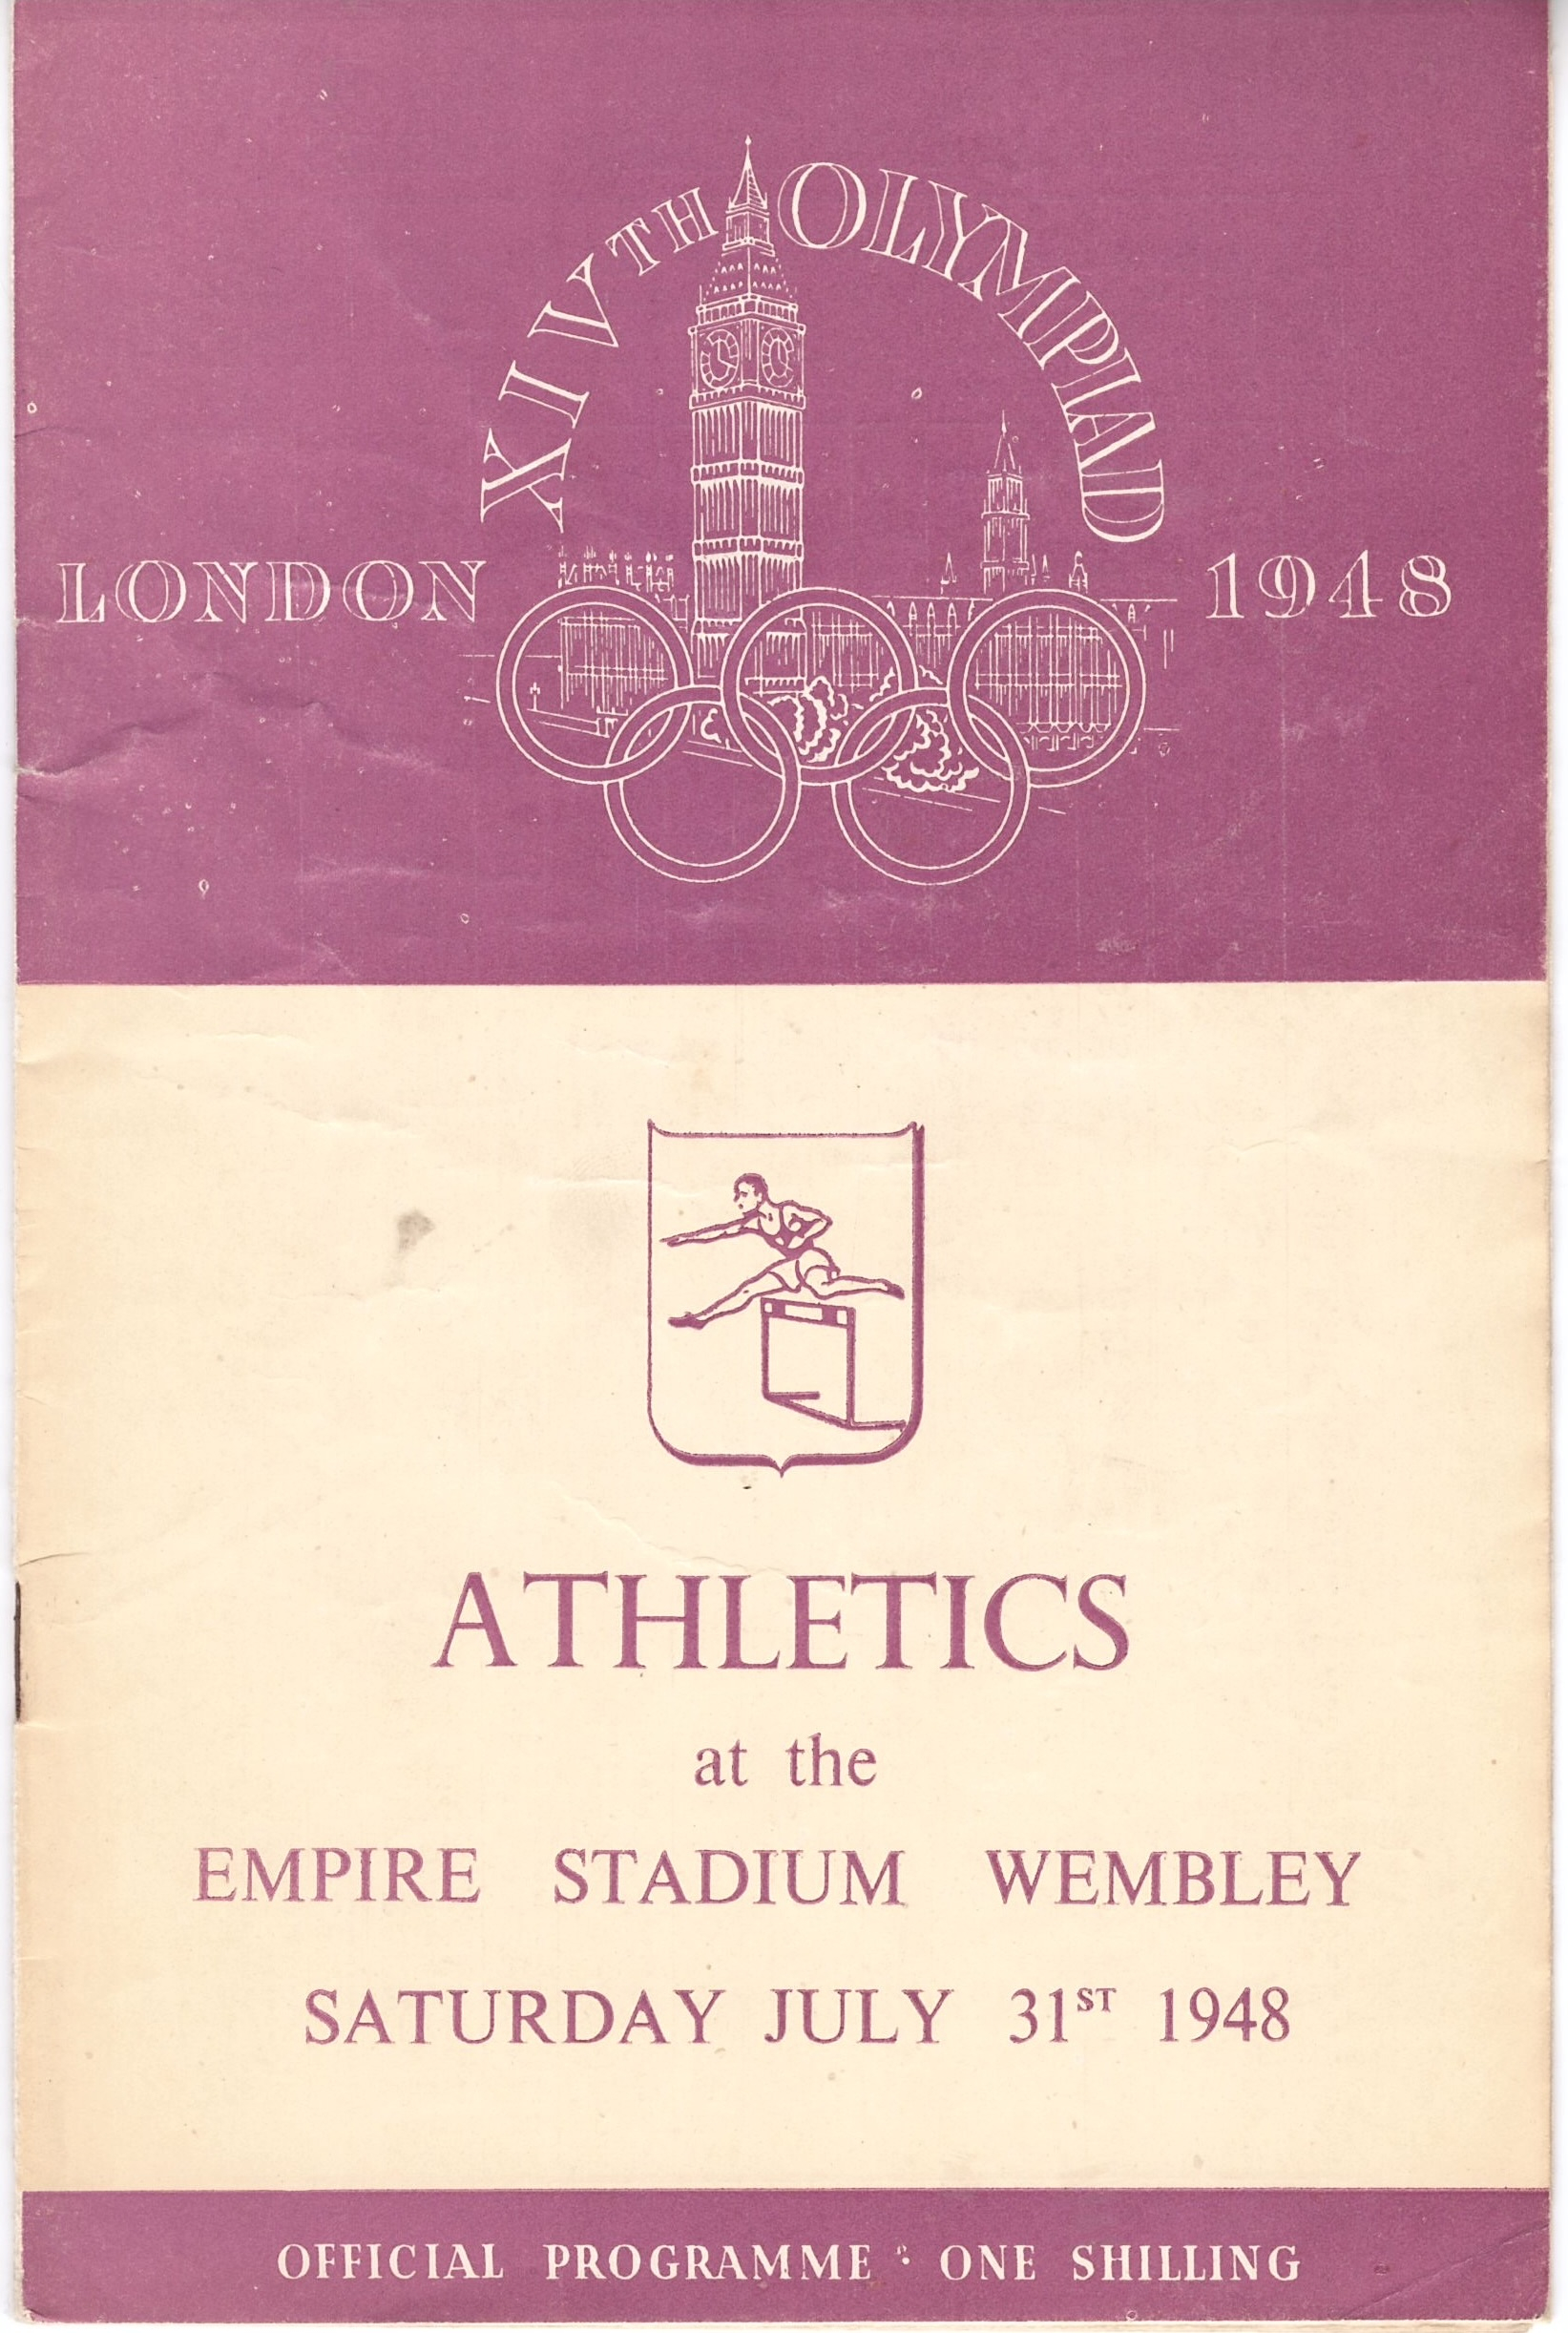 XIVTH OLYMPIAD
LONDON 1948
ATHLETICS
at the
EMPIRE STADIUM WEMBLEY
SATURDAY JULY 31ST 1948
OFFICIAL PROGRAMME · ONE SHILLING